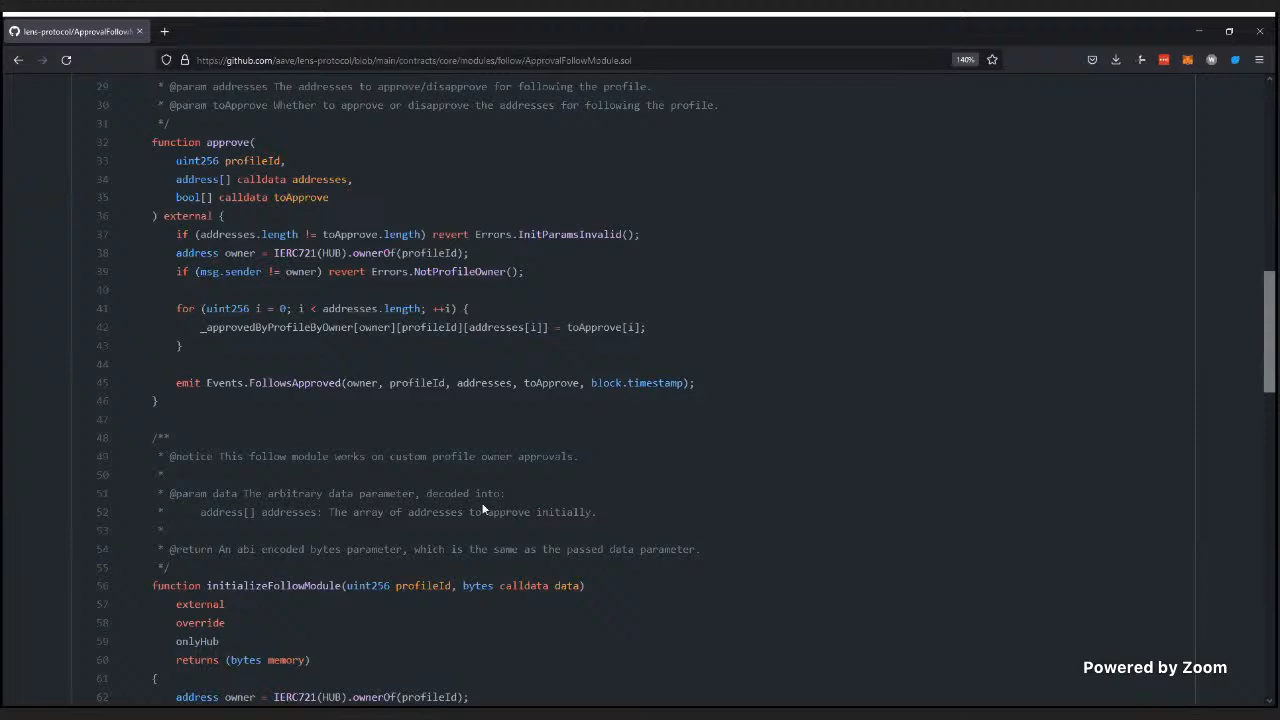 lens-protocol/ApprovalFollowM
https://github.com/aave/lens-protocol/blob/main/contracts/core/modules/follow/ApprovalFollowModule.sol
140%
29 * @param addresses The addresses to approve/disapprove for following the profile.
30 * @param toApprove Whether to approve or disapprove the addresses for following the profile.
31 */
32 function approve(
33 uint256 profileId,
34 address[] calldata addresses,
35 bool[] calldata toApprove
36 ) external {
37 if (addresses.length != toApprove.length) revert Errors.InitParamsInvalid();
38 address owner = IERC721(HUB).ownerOf(profileId);
39 if (msg.sender != owner) revert Errors.NotProfileOwner();
40
41 for (uint256 i = 0; i < addresses.length; ++i) {
42 _approvedByProfileByOwner[owner][profileId][addresses[i]] = toApprove[i];
43 }
44
45 emit Events.FollowsApproved(owner, profileId, addresses, toApprove, block.timestamp);
46 }
47
48 /**
49 * @notice This follow module works on custom profile owner approvals.
50 *
51 * @param data The arbitrary data parameter, decoded into:
52 * address[] addresses: The array of addresses to approve initially.
53 *
54 * @return An abi encoded bytes parameter, which is the same as the passed data parameter.
55 */
56 function initializeFollowModule(uint256 profileId, bytes calldata data)
57 external
58 override
59 onlyHub
60 returns (bytes memory)
61 {
62 address owner = IERC721(HUB).ownerOf(profileId);
Powered by Zoom